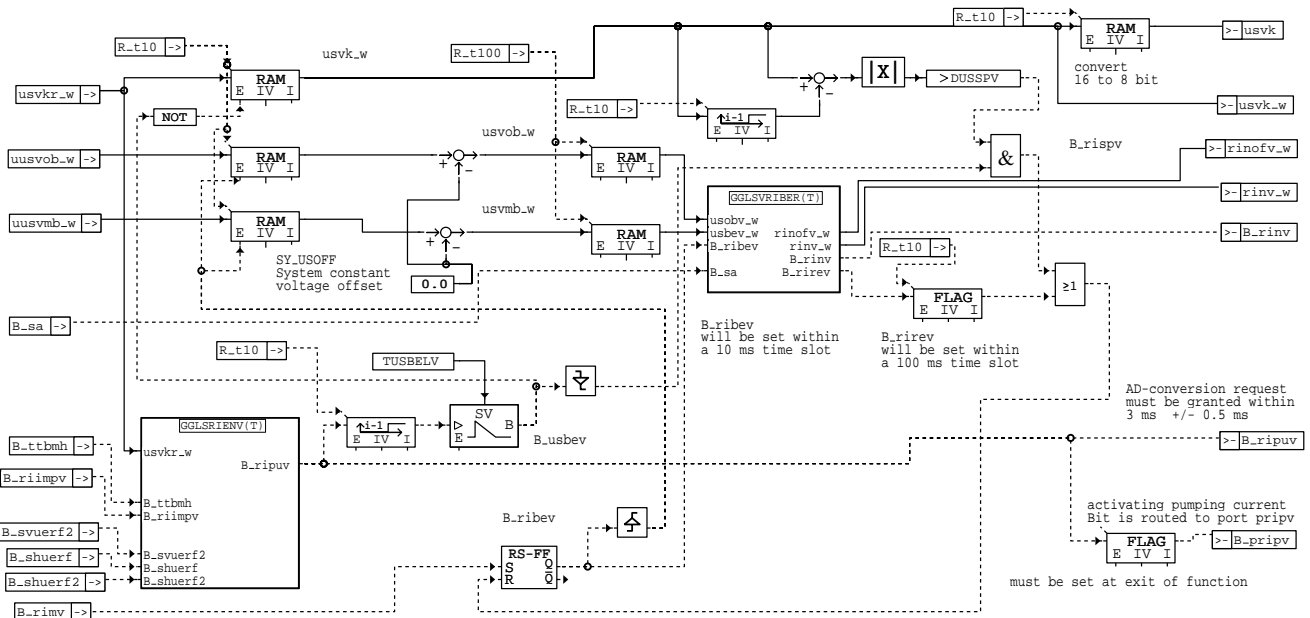 R_t10 ->
RAM
E IV I
>- usvk
R_t10 ->
usvk_w
R_t100 ->
convert
16 to 8 bit
RAM
E IV I
|X|
>DUSSPV
usvkr_w ->
+
−
R_t10 ->
>- usvk_w
NOT
i-1
E IV I
usvob_w
B_rispv
&
>- rinofv_w
uusvob_w ->
RAM
E IV I
+
−
RAM
E IV I
GGLSVRIBER(T)
>- rinv_w
uusvmb_w ->
RAM
E IV I
usvmb_w
+
−
RAM
E IV I
usobv_w
usbev_w
rinofv_w
B_ribev
rinv_w
B_rinv
B_sa
B_rirev
>- B_rinv
R_t10 ->
SY_USOFF
System constant
voltage offset
0.0
FLAG
E IV I
≥1
B_sa ->
B_ribev
will be set within
a 10 ms time slot
B_rirev
will be set within
a 100 ms time slot
R_t10 ->
TUSBELV
AD-conversion request
must be granted within
3 ms +/- 0.5 ms
SV
B
E
i-1
E IV I
B_usbev
GGLSRIENV(T)
usvkr_w
B_ripuv
B_ttbmh
B_riimpv
B_svuerf2
B_shuerf
B_shuerf2
>- B_ripuv
B_ttbmh ->
B_riimpv ->
B_svuerf2 ->
B_shuerf ->
B_shuerf2 ->
B_rimv ->
B_ribev
RS-FF
S Q
R Q
activating pumping current
Bit is routed to port pripv
FLAG
E IV I
>- B_pripv
must be set at exit of function